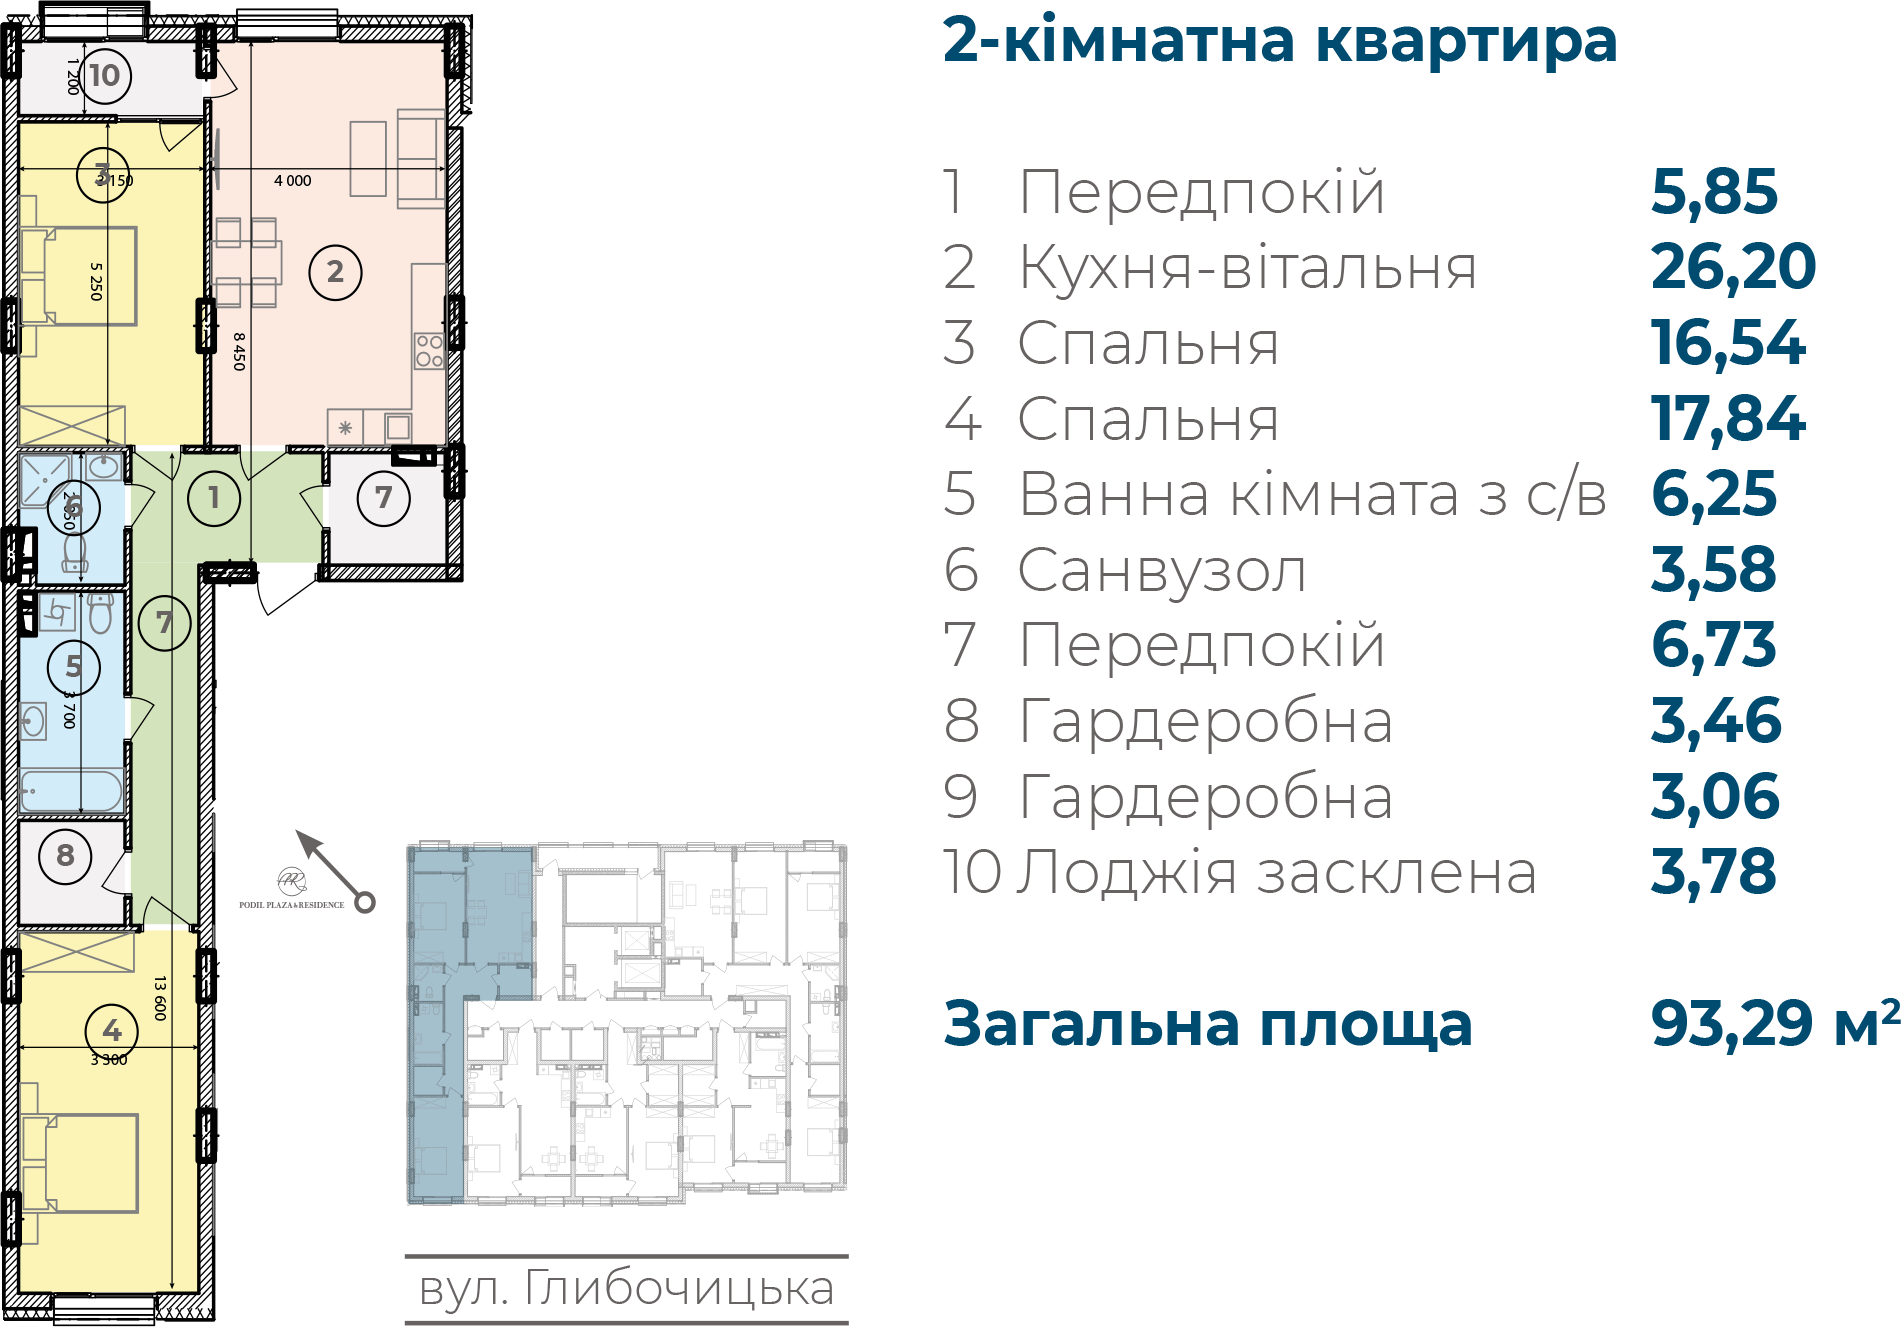 2-кімнатна квартира
1 Передпокій 5,85
2 Кухня-вітальня 26,20
3 Спальня 16,54
4 Спальня 17,84
5 Ванна кімната з с/в 6,25
6 Санвузол 3,58
7 Передпокій 6,73
8 Гардеробна 3,46
9 Гардеробна 3,06
10 Лоджія засклена 3,78
Загальна площа 93,29 м²
10
1 200
3
3 150
4 000
5 250
2
8 450
6
1
7
7
5
3 700
8
13 600
4
3 300
PODIL PLAZA & RESIDENCE
вул. Глибочицька